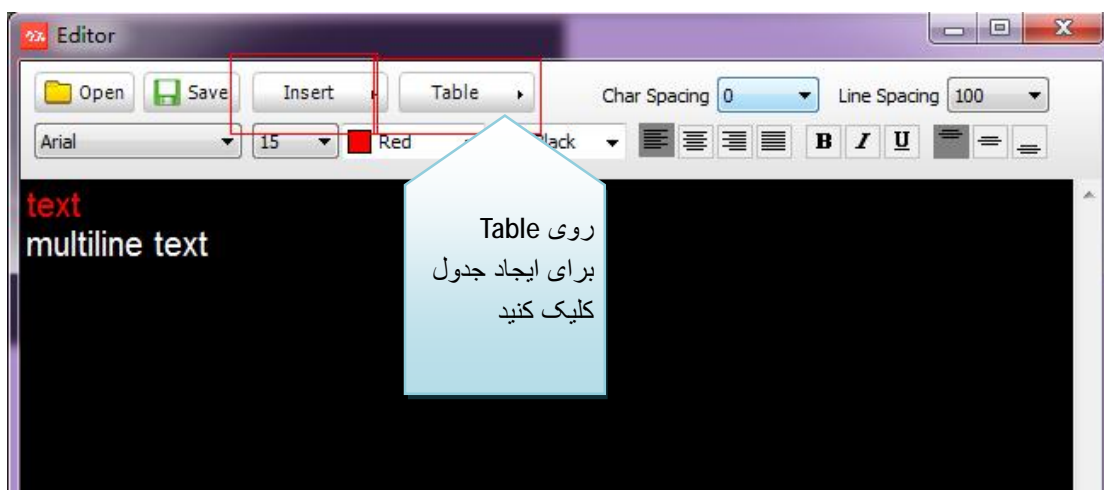 Editor
Open Save Insert Table Char Spacing 0 Line Spacing 100
Arial 15 Red Black B I U
text
multiline text
روی Table
برای ایجاد جدول
کلیک کنید